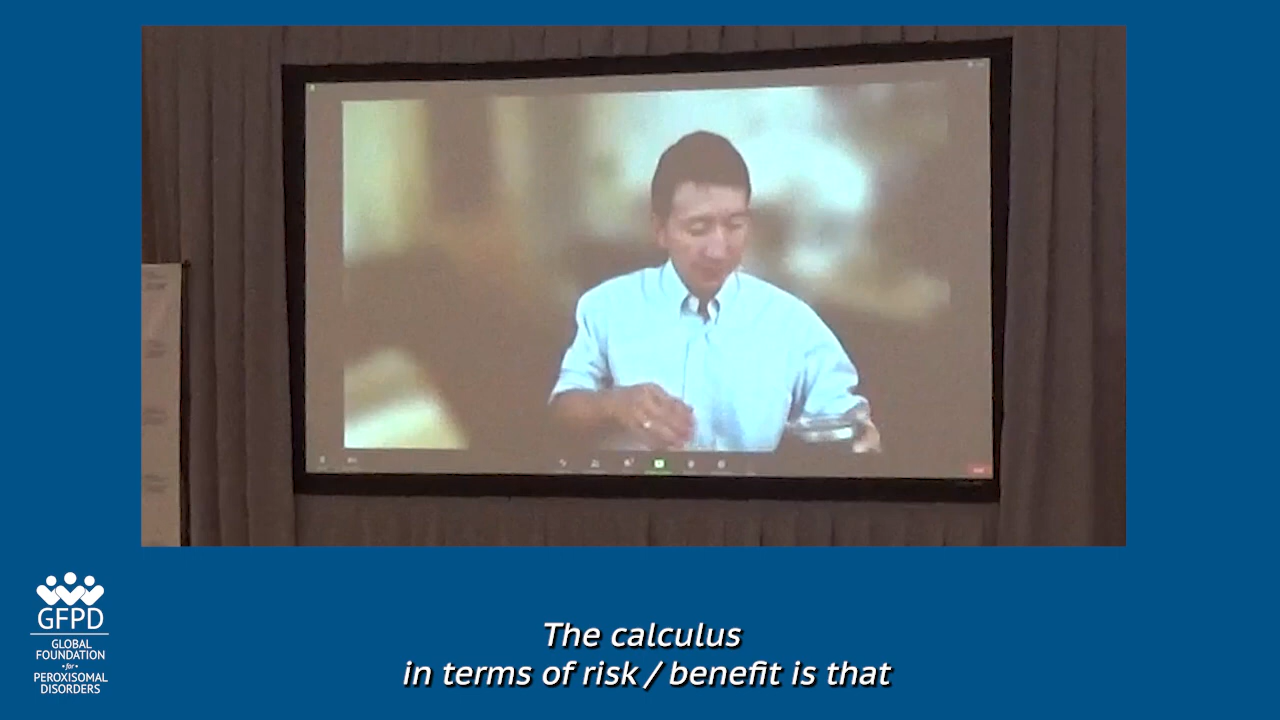 GFPD
GLOBAL
FOUNDATION
• for •
PEROXISOMAL
DISORDERS
The calculus
in terms of risk / benefit is that